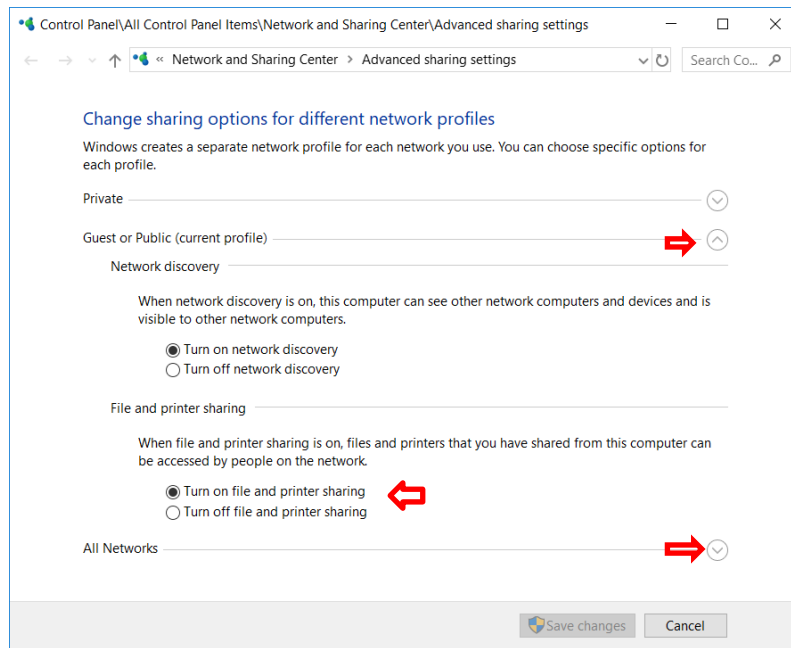 Control Panel\All Control Panel Items\Network and Sharing Center\Advanced sharing settings
« Network and Sharing Center > Advanced sharing settings
Search Co...
Change sharing options for different network profiles
Windows creates a separate network profile for each network you use. You can choose specific options for
each profile.
Private
Guest or Public (current profile)
Network discovery
When network discovery is on, this computer can see other network computers and devices and is
visible to other network computers.
Turn on network discovery
Turn off network discovery
File and printer sharing
When file and printer sharing is on, files and printers that you have shared from this computer can
be accessed by people on the network.
Turn on file and printer sharing
Turn off file and printer sharing
All Networks
Save changes
Cancel